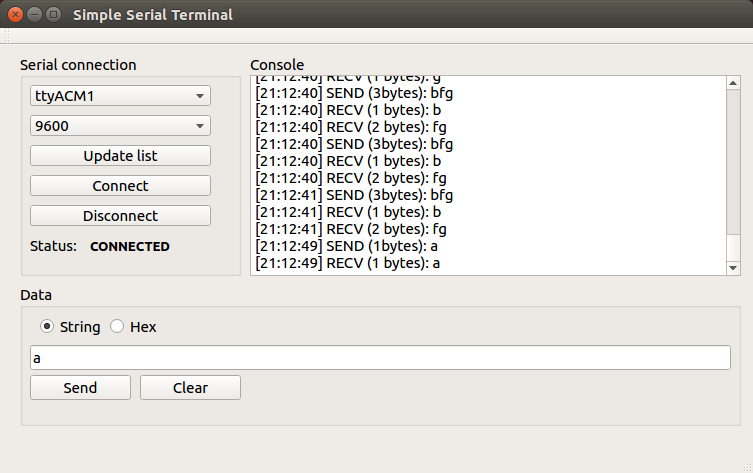 Simple Serial Terminal
Serial connection
ttyACM1
9600
Update list
Connect
Disconnect
Status: CONNECTED
Console
[21:12:40] RECV (1 bytes): g
[21:12:40] SEND (3bytes): bfg
[21:12:40] RECV (1 bytes): b
[21:12:40] RECV (2 bytes): fg
[21:12:40] SEND (3bytes): bfg
[21:12:40] RECV (1 bytes): b
[21:12:40] RECV (2 bytes): fg
[21:12:41] SEND (3bytes): bfg
[21:12:41] RECV (1 bytes): b
[21:12:41] RECV (2 bytes): fg
[21:12:49] SEND (1bytes): a
[21:12:49] RECV (1 bytes): a
Data
String Hex
a
Send Clear